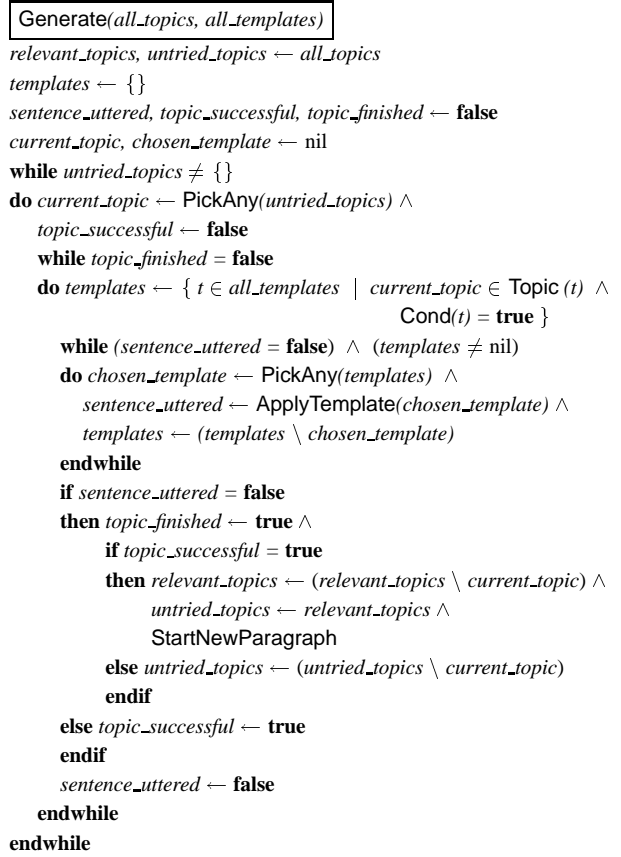 Generate(all_topics, all_templates)
relevant_topics, untried_topics ← all_topics
templates ← {}
sentence_uttered, topic_successful, topic_finished ← false
current_topic, chosen_template ← nil
while untried_topics ≠ {}
do current_topic ← PickAny(untried_topics) ∧
topic_successful ← false
while topic_finished = false
do templates ← { t ∈ all_templates | current_topic ∈ Topic (t) ∧
Cond(t) = true }
while (sentence_uttered = false) ∧ (templates ≠ nil)
do chosen_template ← PickAny(templates) ∧
sentence_uttered ← ApplyTemplate(chosen_template) ∧
templates ← (templates \ chosen_template)
endwhile
if sentence_uttered = false
then topic_finished ← true ∧
if topic_successful = true
then relevant_topics ← (relevant_topics \ current_topic) ∧
untried_topics ← relevant_topics ∧
StartNewParagraph
else untried_topics ← (untried_topics \ current_topic)
endif
else topic_successful ← true
endif
sentence_uttered ← false
endwhile
endwhile